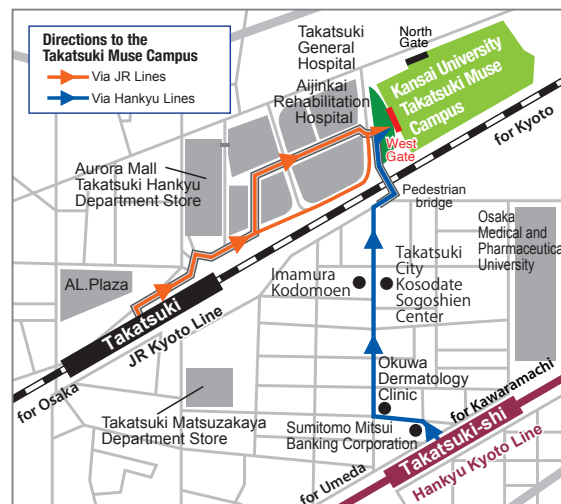 Directions to the
Takatsuki Muse Campus
Via JR Lines
Via Hankyu Lines
Takatsuki
General
Hospital
North
Gate
Aijinkai
Rehabilitation
Hospital
Kansai University
Takatsuki Muse
Campus
West
Gate
for Kyoto
Aurora Mall
Takatsuki Hankyu
Department Store
Pedestrian
bridge
Osaka
Medical and
Pharmaceutical
University
AL.Plaza
Takatsuki
JR Kyoto Line
for Osaka
Imamura
Kodomoen
Takatsuki
City
Kosodate
Sogoshien
Center
Okuwa
Dermatology
Clinic
Takatsuki Matsuzakaya
Department Store
Sumitomo Mitsui
Banking Corporation
for Kawaramachi
Takatsuki-shi
Hankyu Kyoto Line
for Umeda